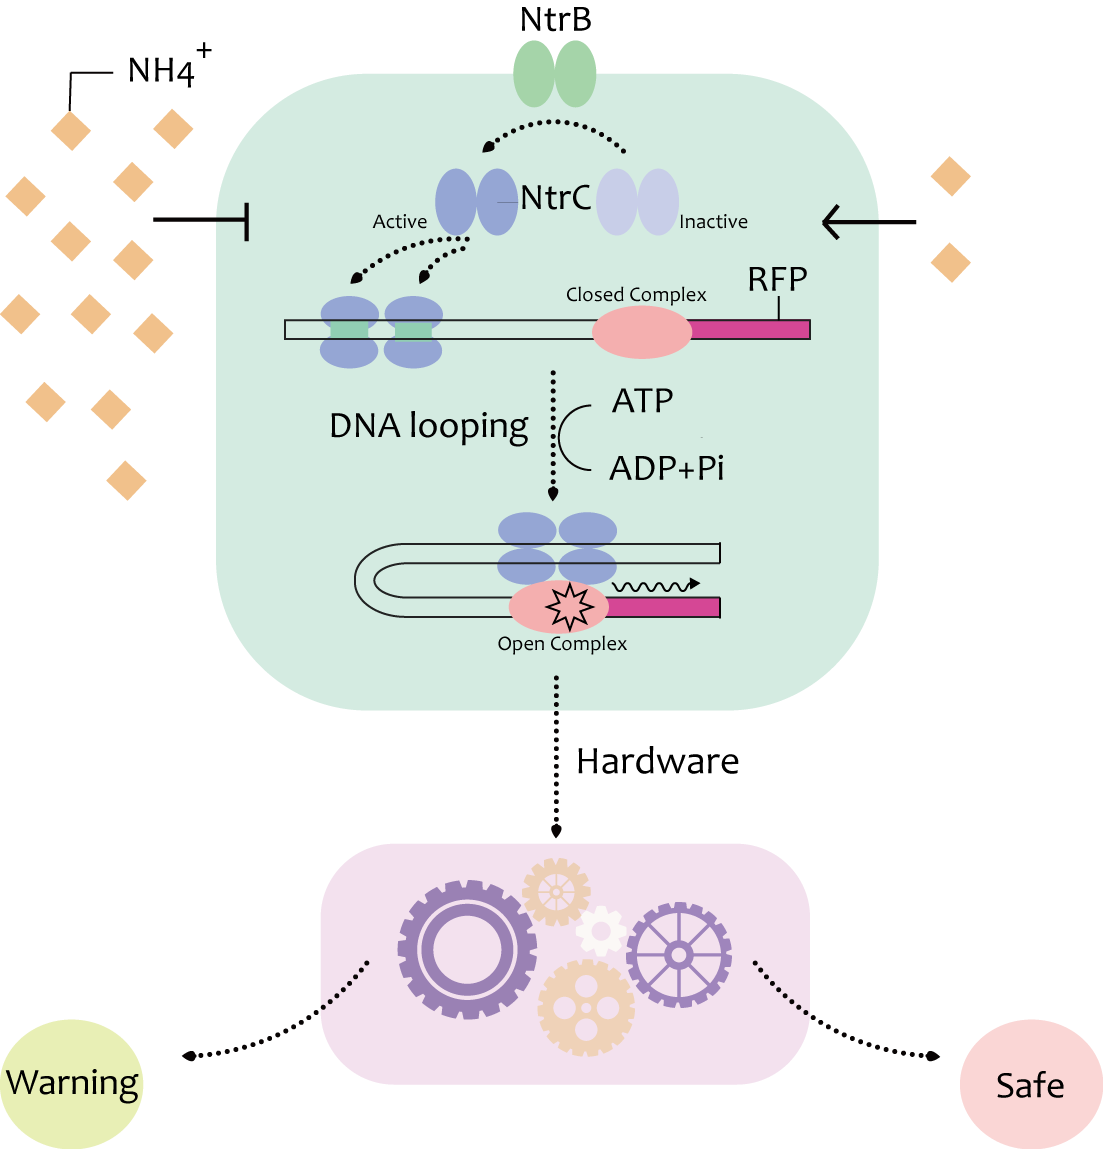 NtrB
NH4+
NtrC
Active
Inactive
RFP
Closed Complex
ATP
DNA looping
ADP+Pi
Open Complex
Hardware
Warning
Safe